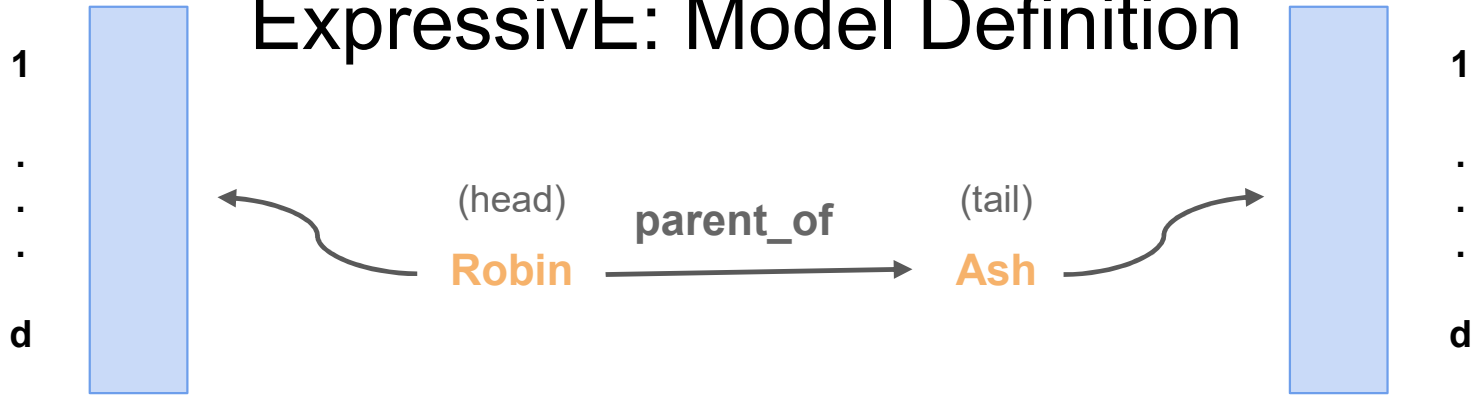 ExpressivE: Model Definition
1
.
.
.
d
(head)
Robin
parent_of
(tail)
Ash
1
.
.
.
d